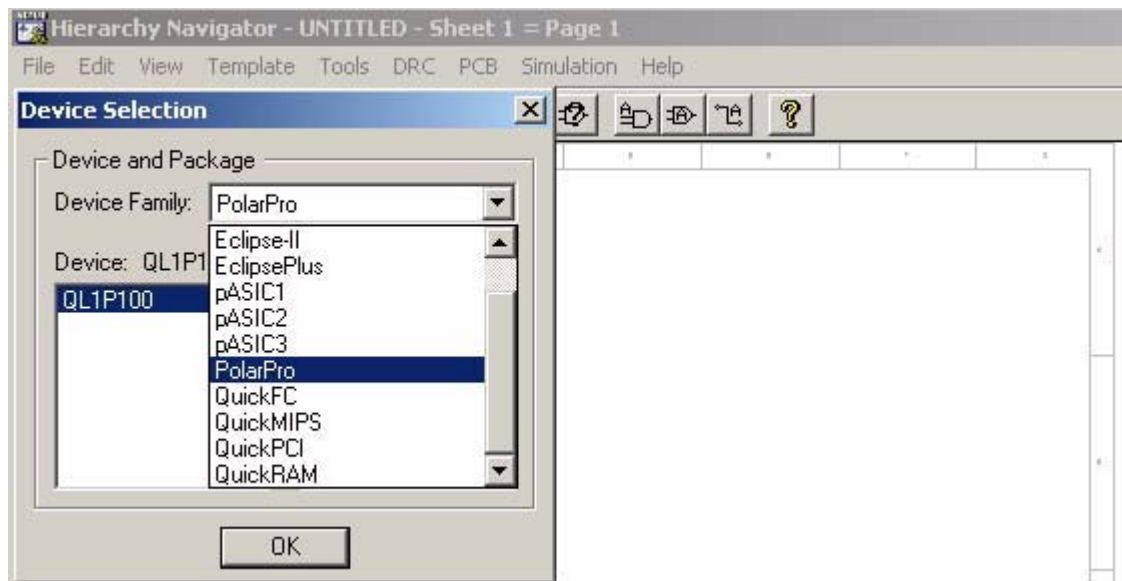 Hierarchy Navigator - UNTITLED - Sheet 1 = Page 1
File Edit View Template Tools DRC PCB Simulation Help
Device Selection
Device and Package
Device Family: PolarPro
Eclipse-II
Device: QL1P1
EclipsePlus
QL1P100
pASIC1
pASIC2
pASIC3
PolarPro
QuickFC
QuickMIPS
QuickPCI
QuickRAM
OK